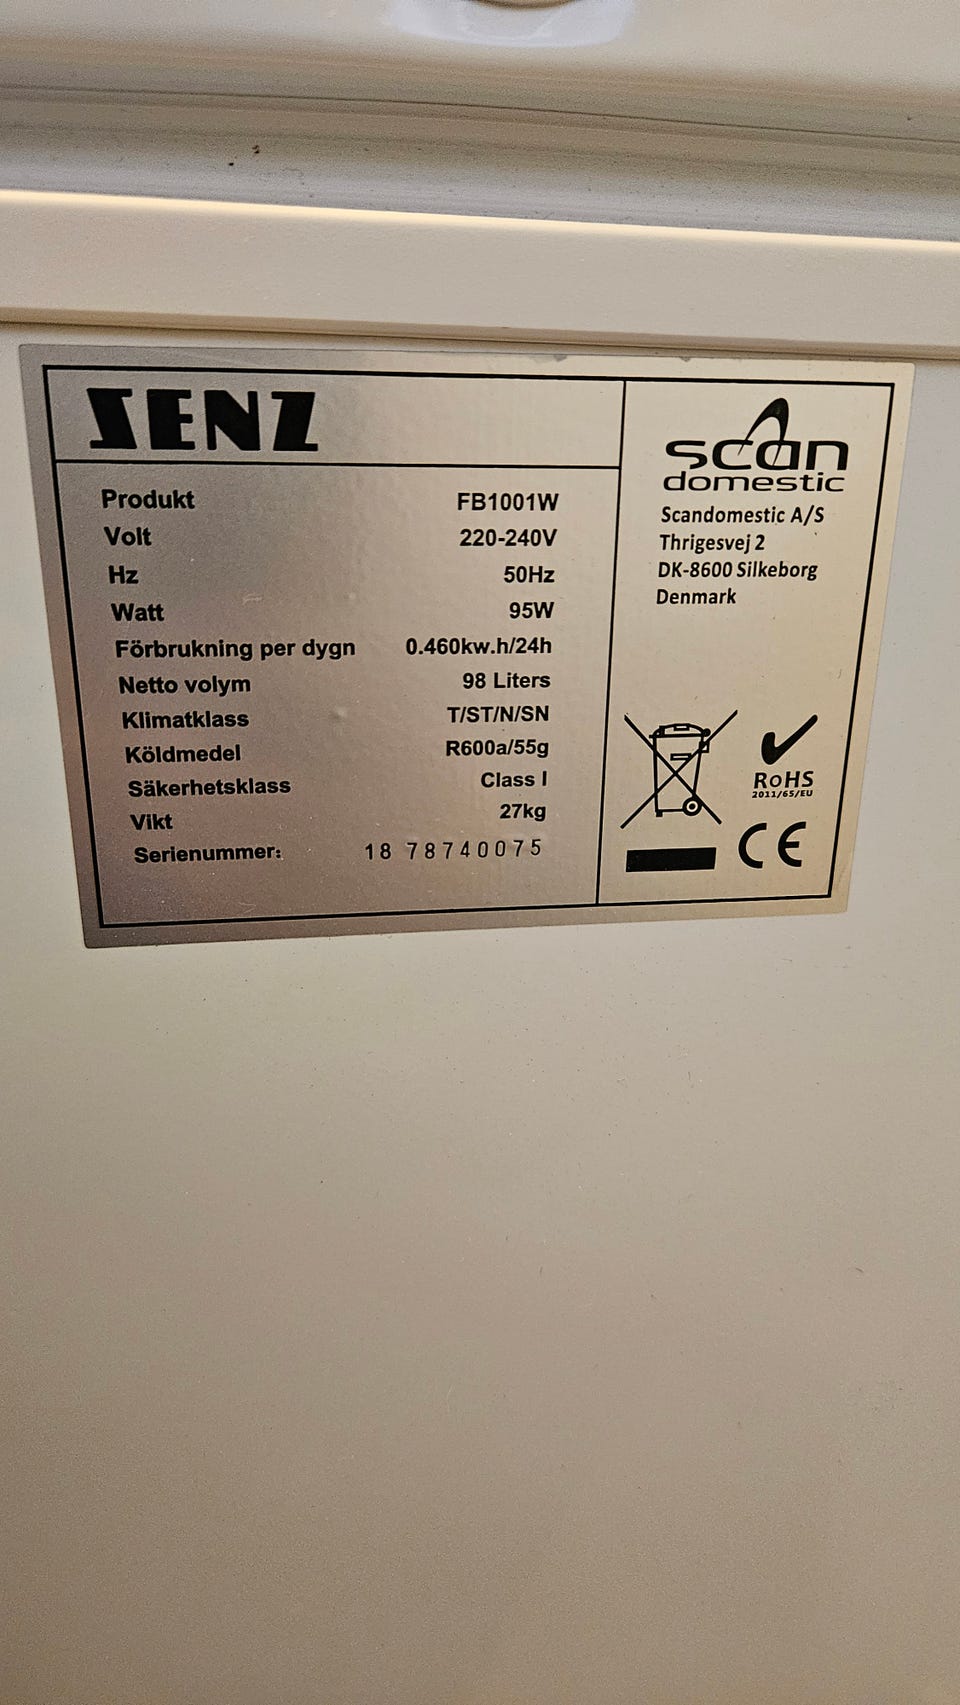 SENZ
Produkt FB1001W
Volt 220-240V
Hz 50Hz
Watt 95W
Förbrukning per dygn 0.460kw.h/24h
Netto volym 98 Liters
Klimatklass T/ST/N/SN
Köldmedel R600a/55g
Säkerhetsklass Class I
Vikt 27kg
Serienummer: 18 78740075
scan
domestic
Scandomestic A/S
Thrigesvej 2
DK-8600 Silkeborg
Denmark
RoHS
2011/65/EU
CE